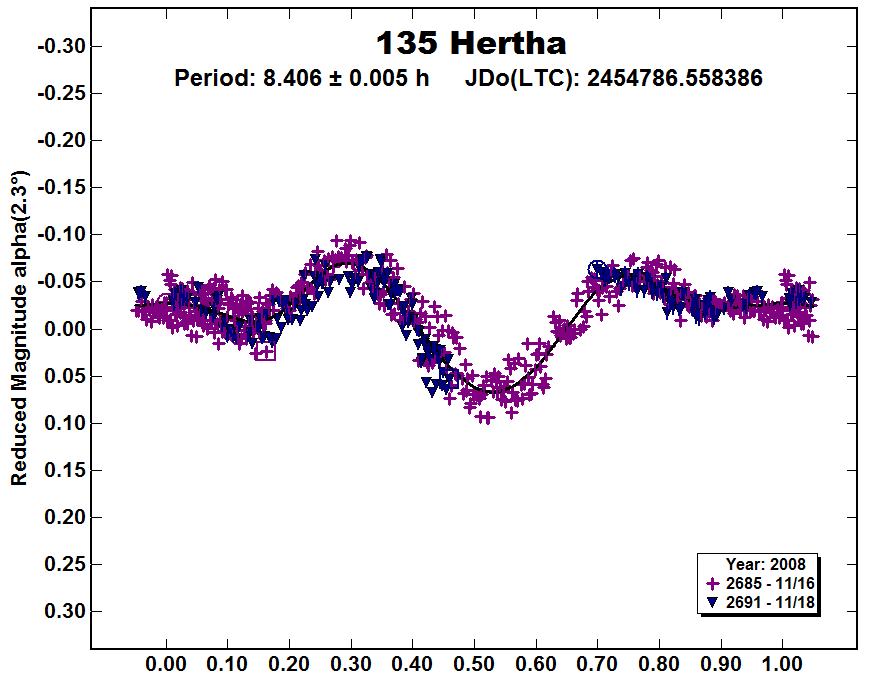 135 Hertha
Period: 8.406 ± 0.005 h JDo(LTC): 2454786.558386
Reduced Magnitude alpha(2.3°)
-0.30
-0.25
-0.20
-0.15
-0.10
-0.05
0.00
0.05
0.10
0.15
0.20
0.25
0.30
Year: 2008
2685 - 11/16
2691 - 11/18
0.00 0.10 0.20 0.30 0.40 0.50 0.60 0.70 0.80 0.90 1.00